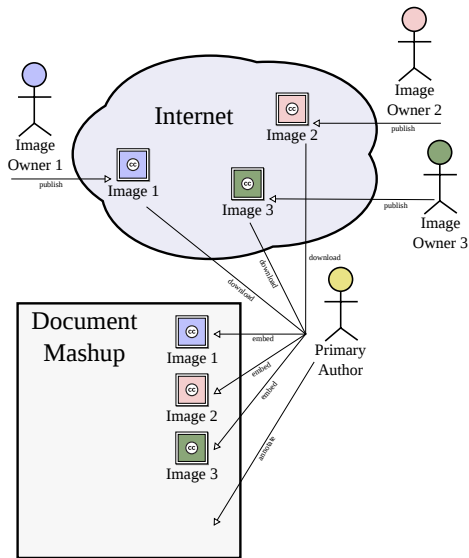 Internet
Image
Owner 2
Image
Owner 1
publish
cc
Image 2
publish
cc
Image 1
cc
Image 3
publish
Image
Owner 3
download
download
download
Document
Mashup
cc
Image 1
embed
Primary
Author
cc
Image 2
embed
embed
cc
Image 3
annotate